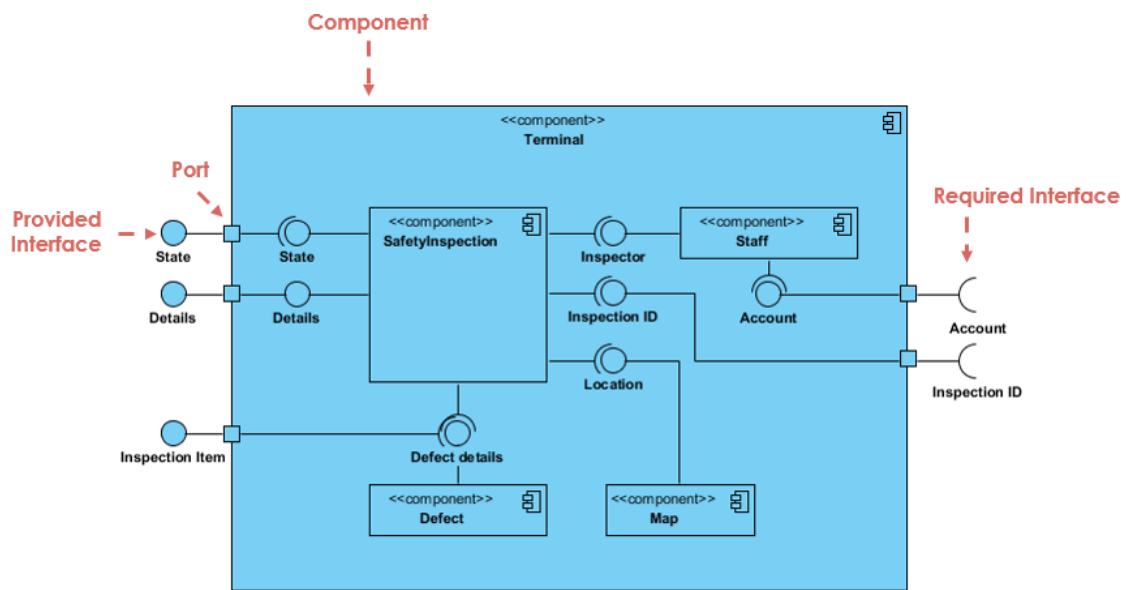 Component
<<component>>
Terminal
Port
Required Interface
Provided
Interface
<<component>>
SafetyInspection
<<component>>
Staff
State
State
Inspector
Details
Details
Inspection ID
Account
Account
Location
Inspection ID
Inspection Item
Defect details
<<component>>
Defect
<<component>>
Map